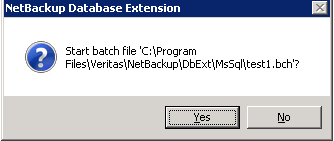 NetBackup Database Extension
Start batch file 'C:\Program
Files\Veritas\NetBackup\DbExt\MsSql\test1.bch'?
Yes
No